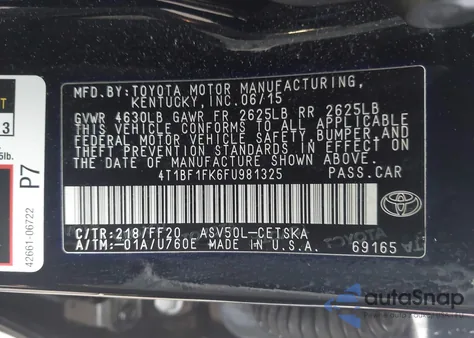 MFD.BY: TOYOTA MOTOR MANUFACTURING,
KENTUCKY, INC. 06/15
GVWR 4630LB GAWR FR 2625LB RR 2625LB
THIS VEHICLE CONFORMS TO ALL APPLICABLE
FEDERAL MOTOR VEHICLE SAFETY, BUMPER, AND
THEFT PREVENTION STANDARDS IN EFFECT ON
THE DATE OF MANUFACTURE SHOWN ABOVE.
4T1BF1FK6FU981325 PASS.CAR
C/TR:218/FF20 ASV50L-CETSKA
A/TM:-01A/U760E MADE IN U.S.A. 69165
TOYOTA
3
5lb.
P7
42661-06722
autoSnap